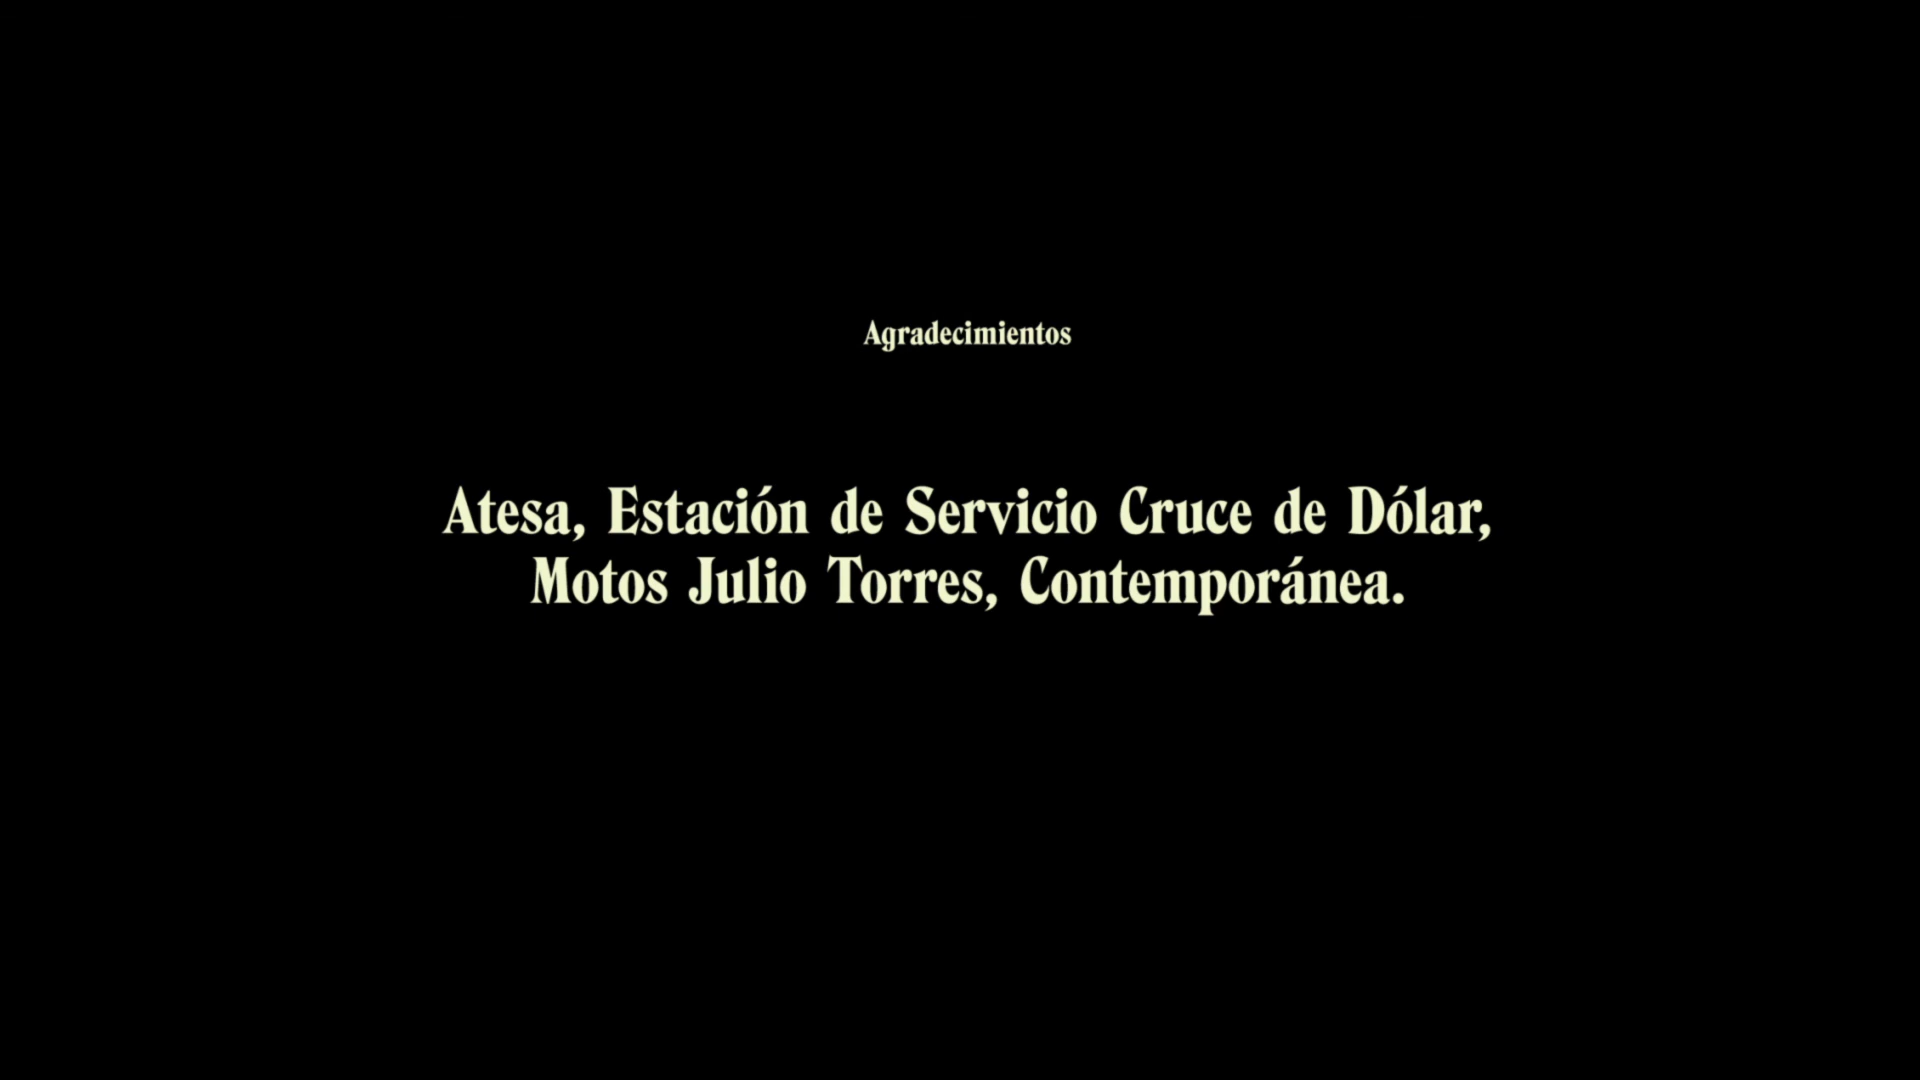 Agradecimientos
Atesa, Estación de Servicio Cruce de Dólar,
Motos Julio Torres, Contemporánea.